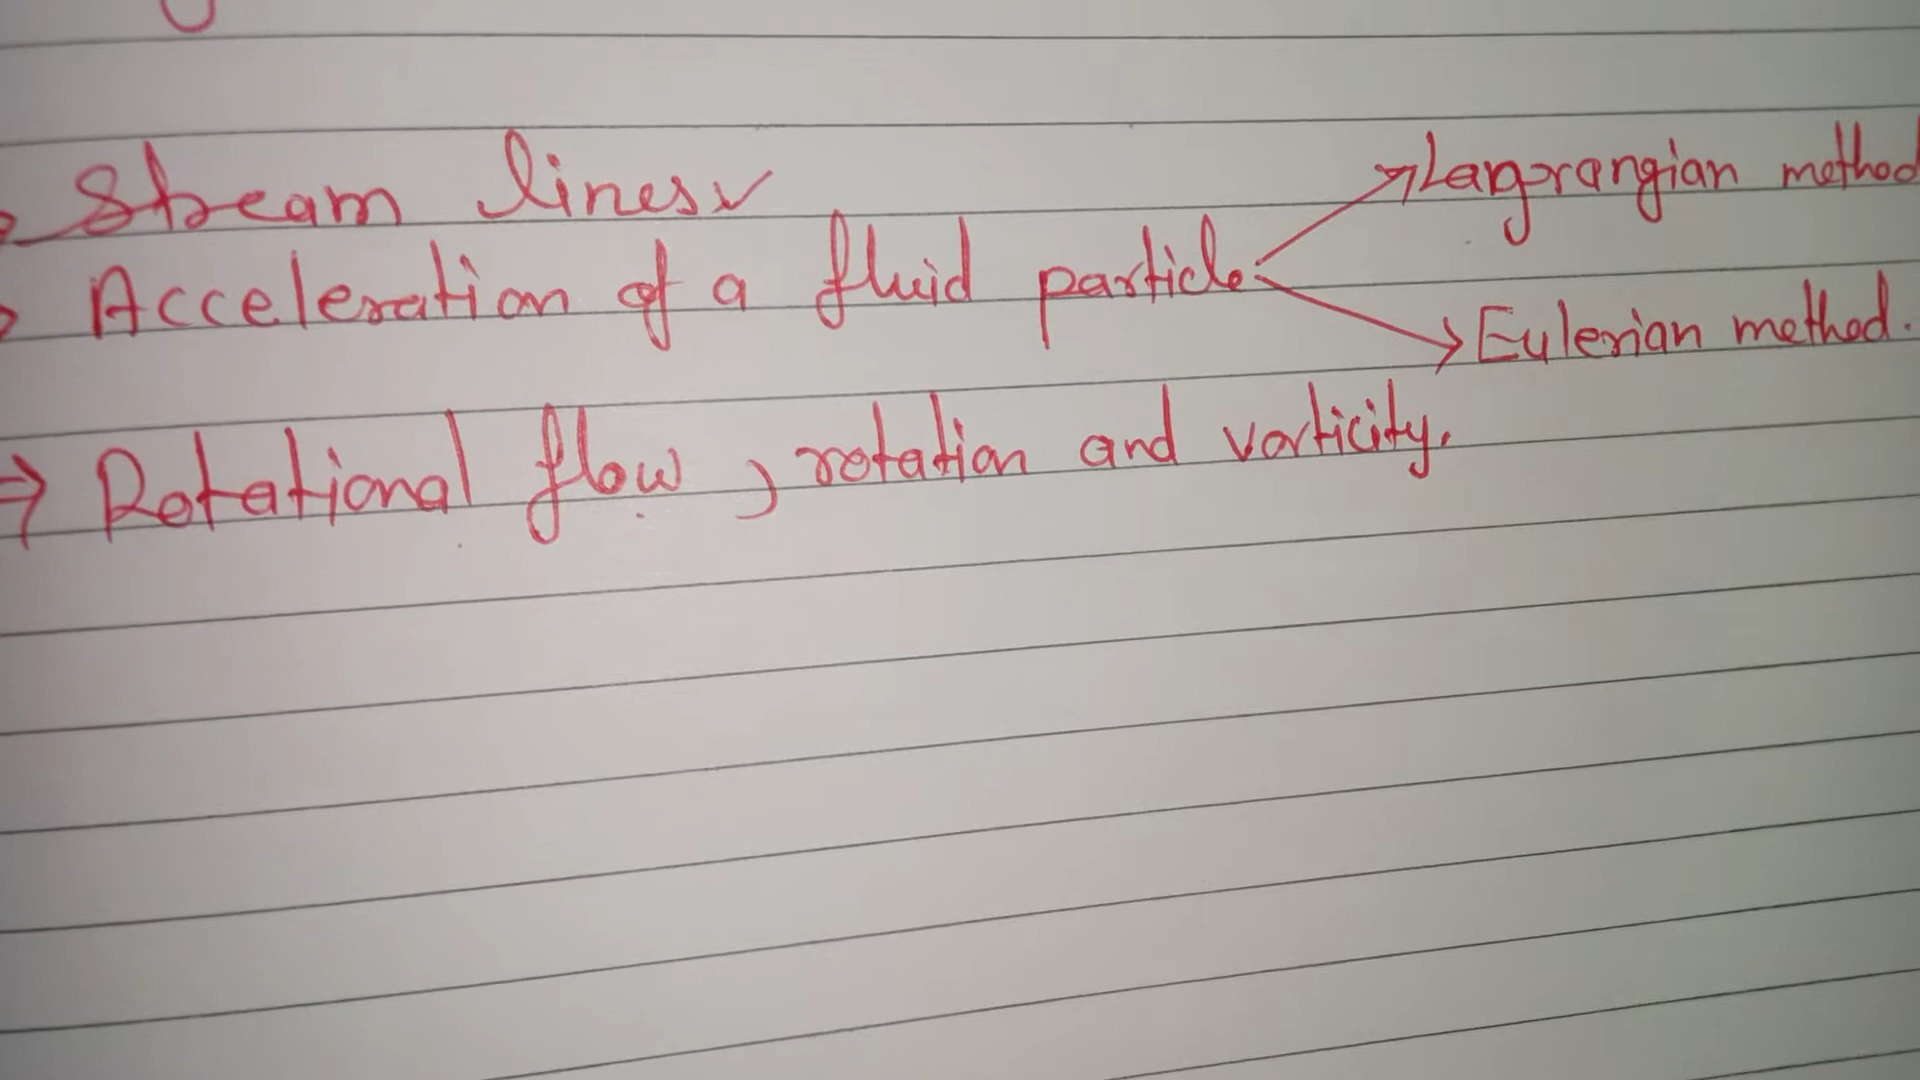 Stream lines✓
Acceleration of a fluid particle → Lagrangian method
→ Eulerian method.
⇒ Rotational flow, rotation and vorticity.